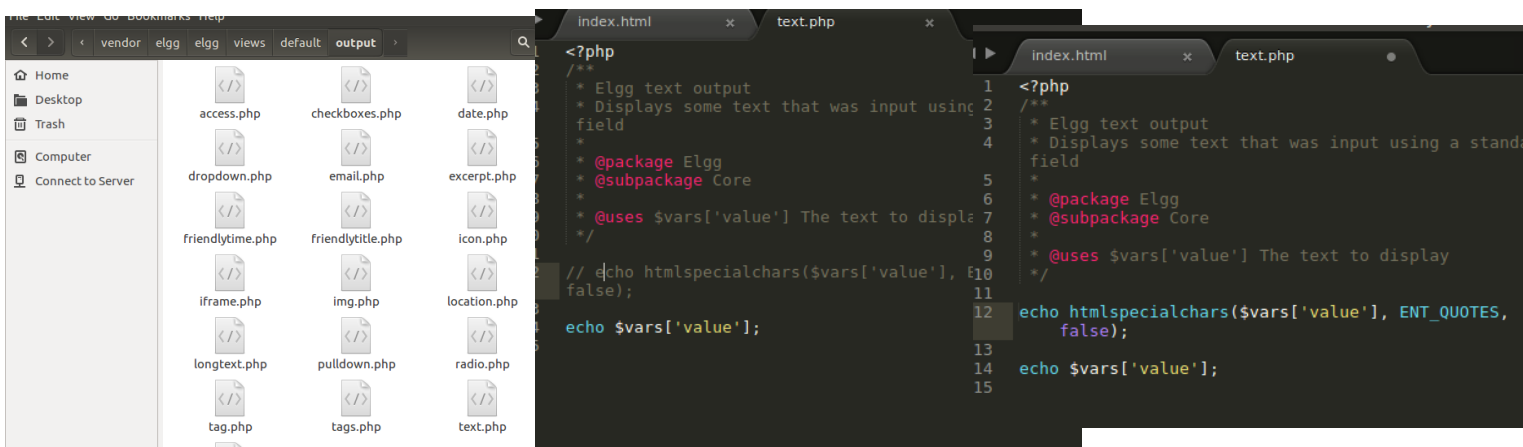 File Edit View Go Bookmarks Help
vendor elgg elgg views default output
Home
Desktop
Trash
Computer
Connect to Server
access.php checkboxes.php date.php
dropdown.php email.php excerpt.php
friendlytime.php friendlytitle.php icon.php
iframe.php img.php location.php
longtext.php pulldown.php radio.php
tag.php tags.php text.php
index.html × text.php ×
<?php
/**
* Elgg text output
* Displays some text that was input using
field
*
* @package Elgg
* @subpackage Core
*
* @uses $vars['value'] The text to displa
*/
// echo htmlspecialchars($vars['value'], E
false);
echo $vars['value'];
index.html × text.php
1 <?php
2 /**
3 * Elgg text output
4 * Displays some text that was input using a standa
field
5 *
6 * @package Elgg
7 * @subpackage Core
8 *
9 * @uses $vars['value'] The text to display
10 */
11
12 echo htmlspecialchars($vars['value'], ENT_QUOTES,
false);
13
14 echo $vars['value'];
15